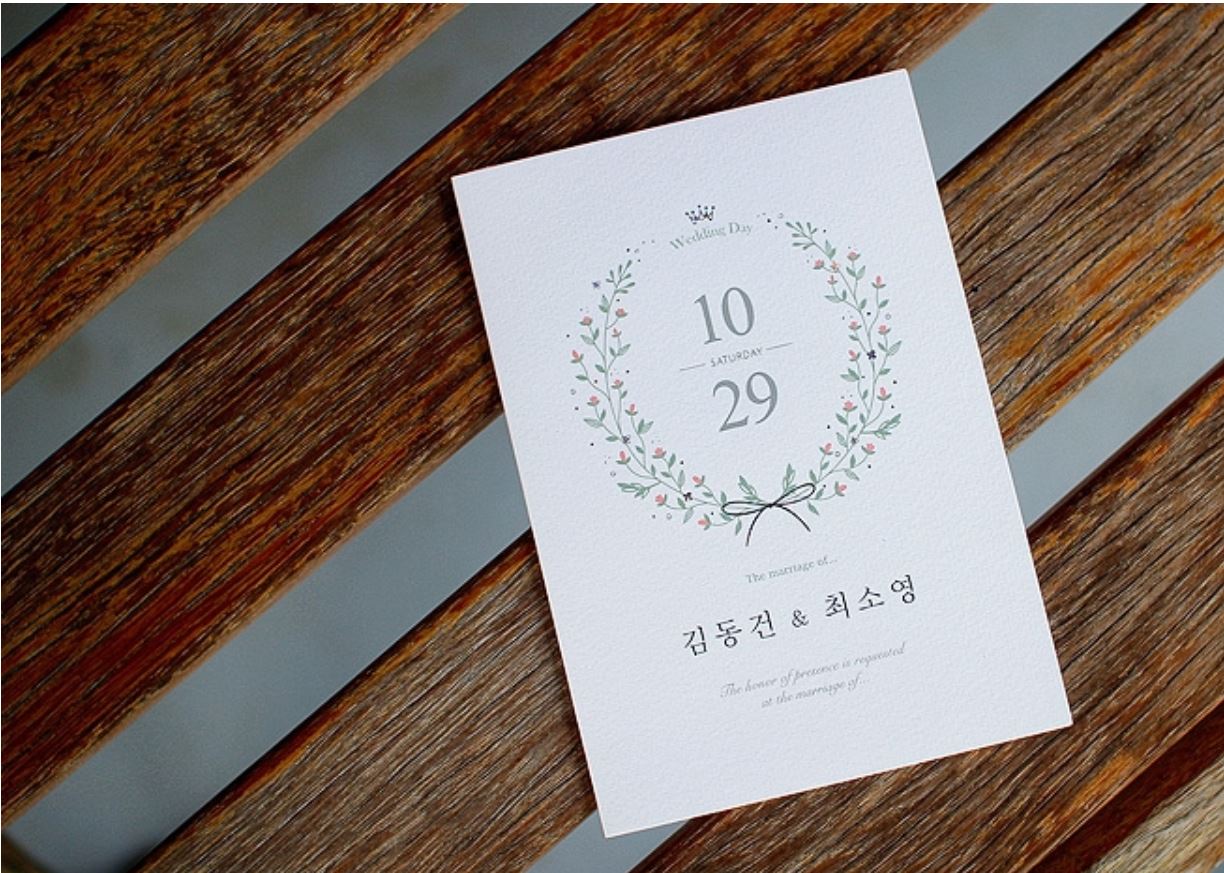 Wedding Day
10
SATURDAY
29
The marriage of...
김동건 & 최소영
The honor of presence is requested
at the marriage of...